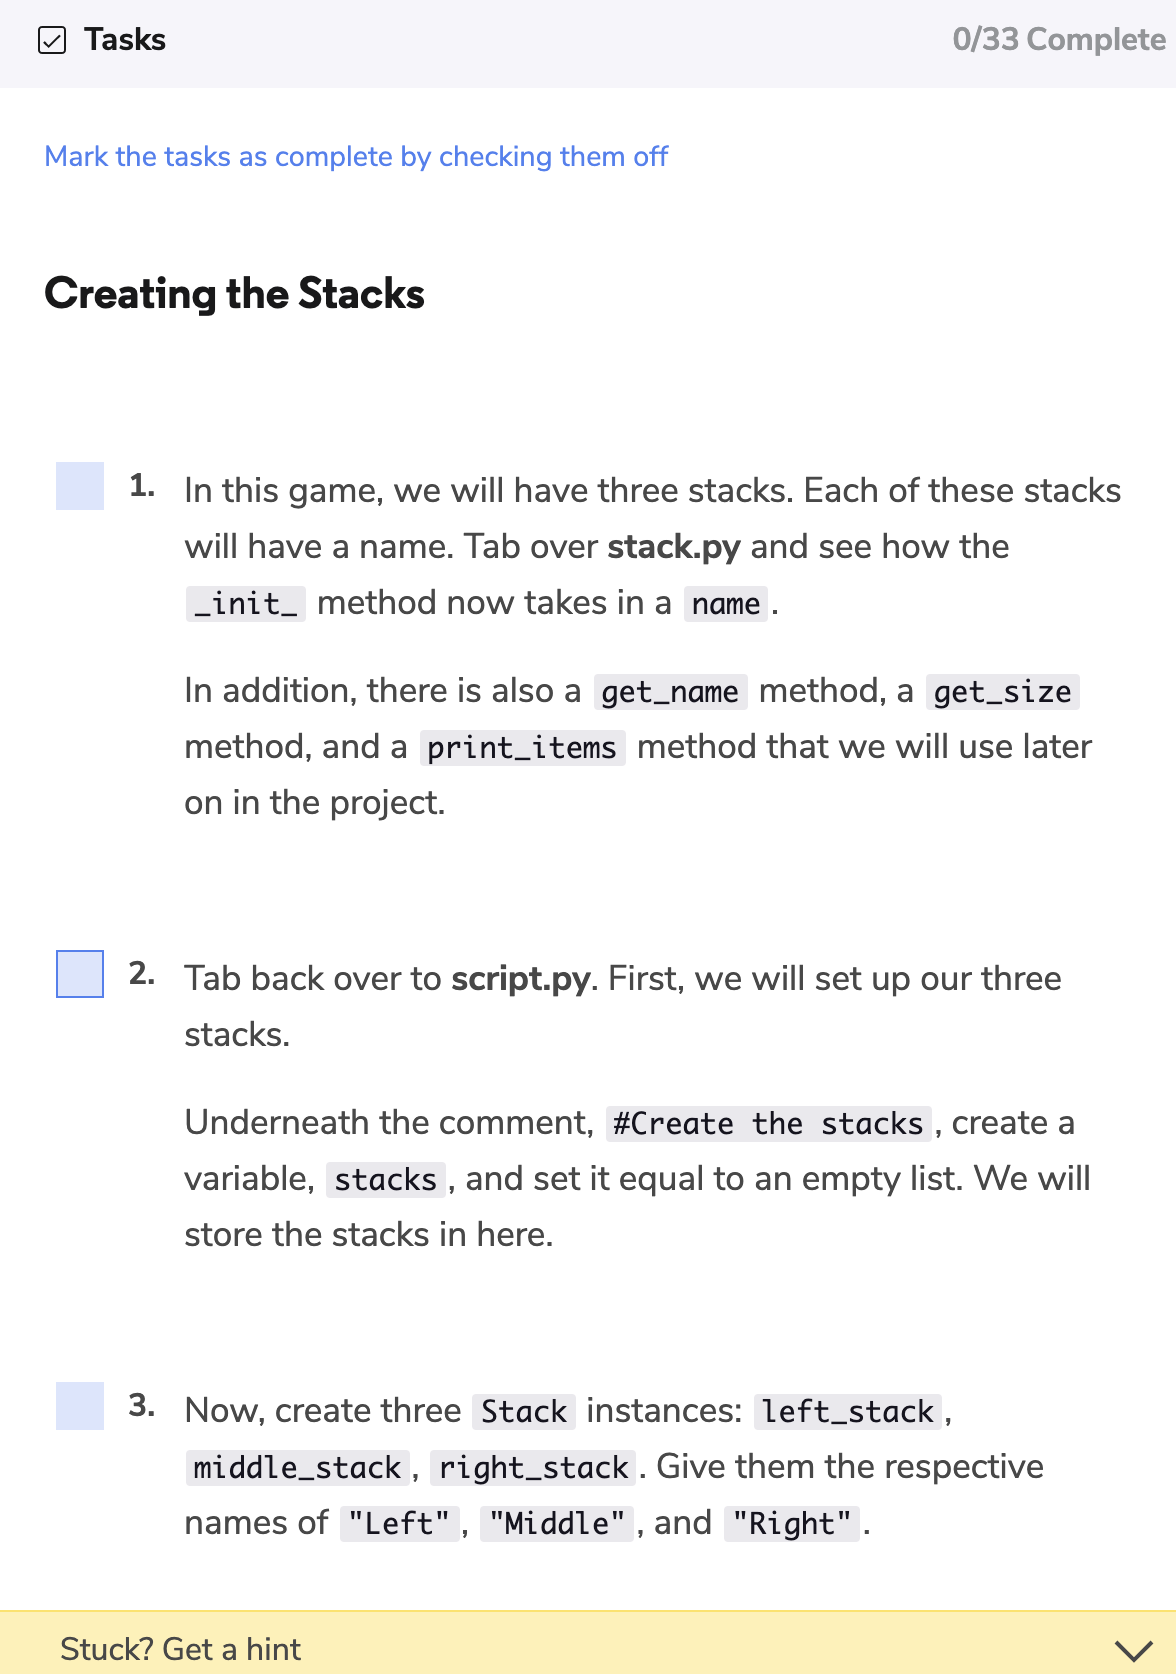 Tasks
0/33 Complete
Mark the tasks as complete by checking them off
Creating the Stacks
1. In this game, we will have three stacks. Each of these stacks
will have a name. Tab over stack.py and see how the
_init_ method now takes in a name.
In addition, there is also a get_name method, a get_size
method, and a print_items method that we will use later
on in the project.
2. Tab back over to script.py. First, we will set up our three
stacks.
Underneath the comment, #Create the stacks, create a
variable, stacks, and set it equal to an empty list. We will
store the stacks in here.
3. Now, create three Stack instances: left_stack,
middle_stack, right_stack. Give them the respective
names of "Left", "Middle", and "Right".
Stuck? Get a hint